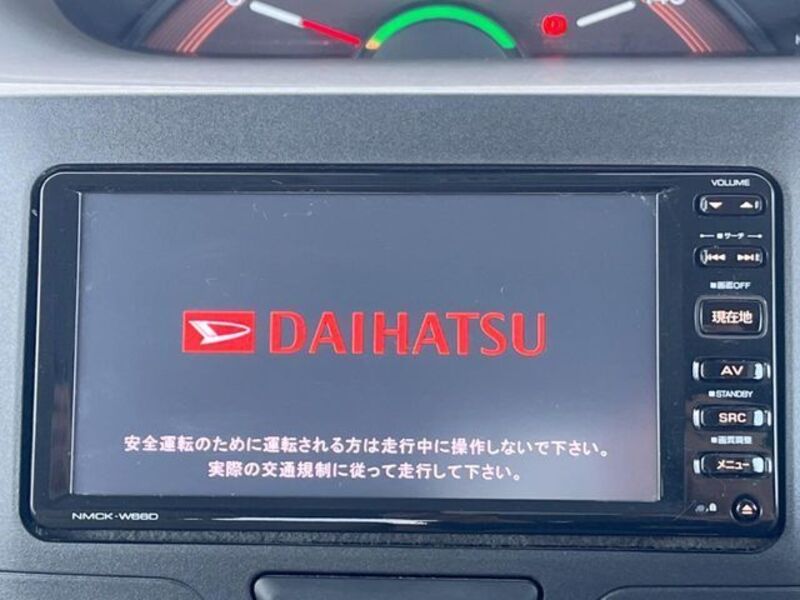 0
140
VOLUME
サーチ
画面OFF
現在地
AV
STANDBY
SRC
画質調整
メニュー
DAIHATSU
安全運転のために運転される方は走行中に操作しないで下さい。
実際の交通規制に従って走行して下さい。
NMCK-W66D